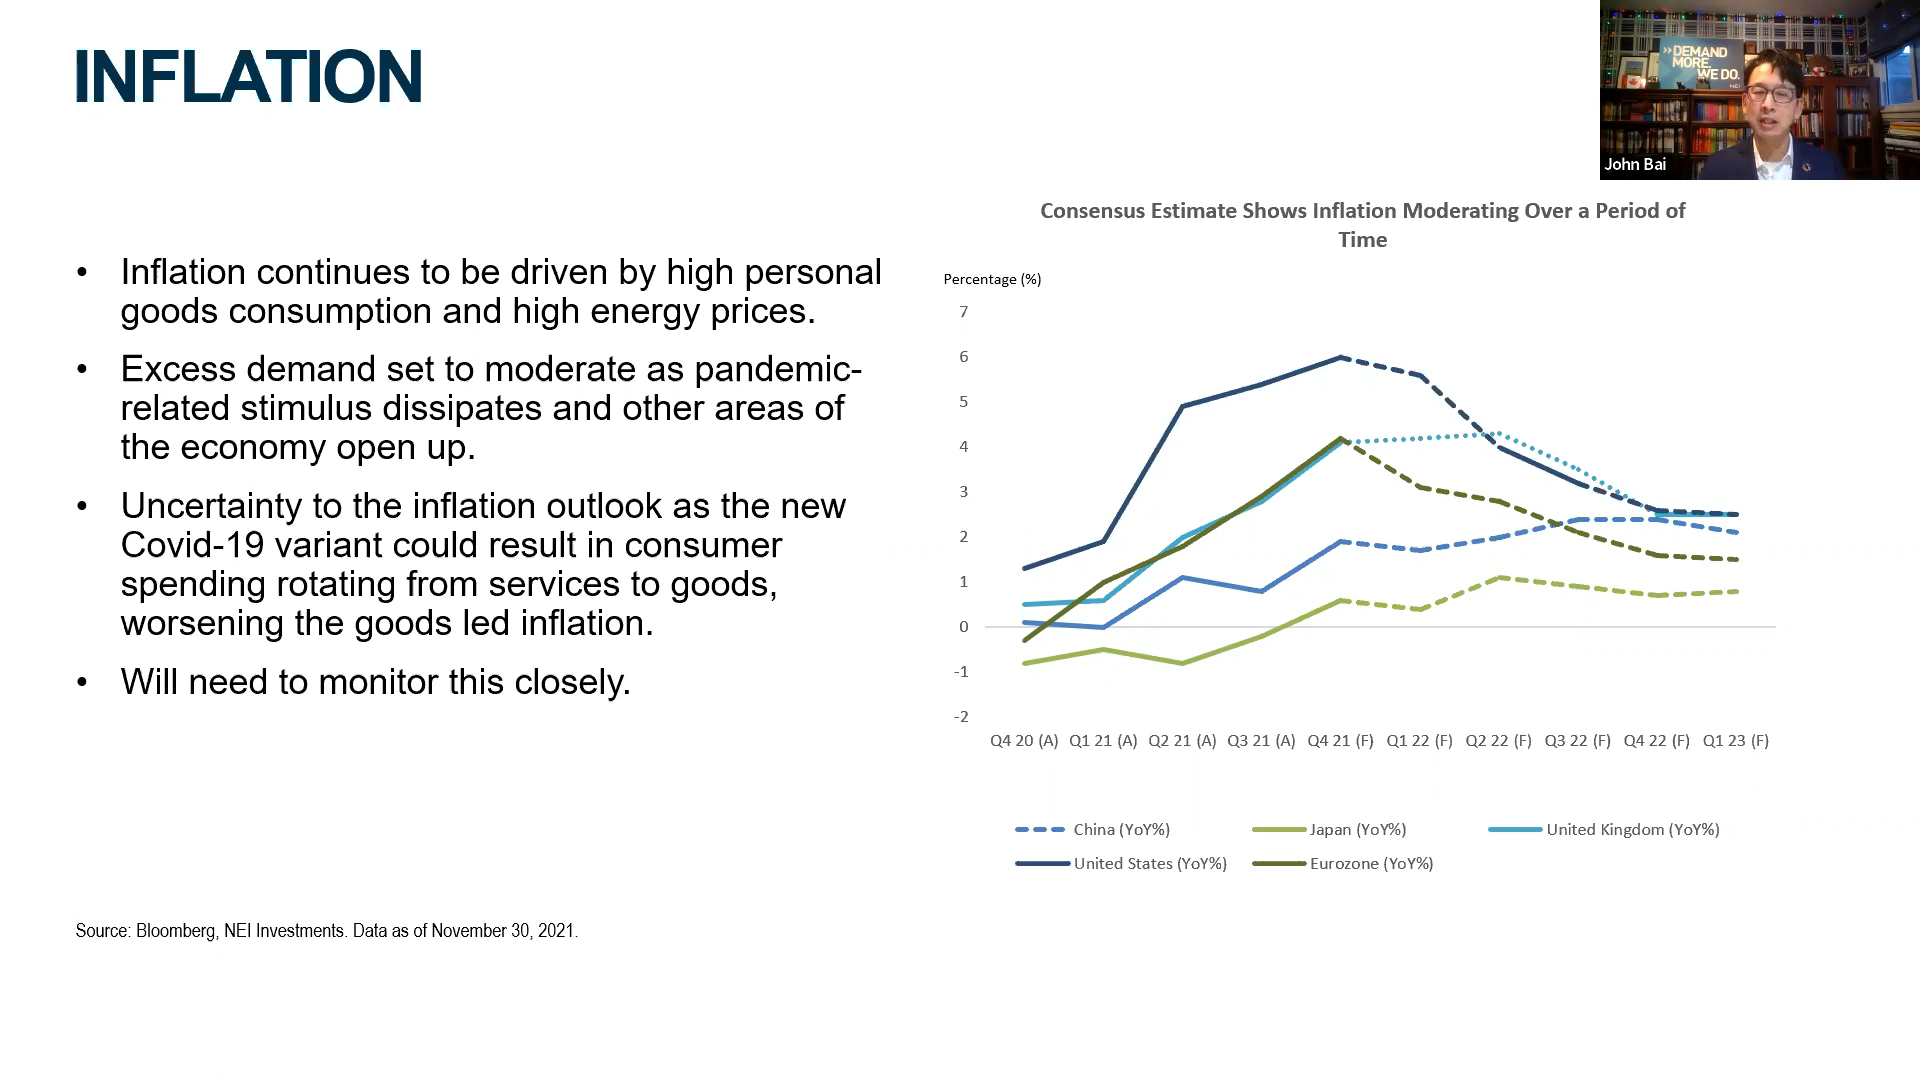 INFLATION
>>DEMAND
MORE.
WE DO.
NEI
John Bai
• Inflation continues to be driven by high personal
goods consumption and high energy prices.
• Excess demand set to moderate as pandemic-
related stimulus dissipates and other areas of
the economy open up.
• Uncertainty to the inflation outlook as the new
Covid-19 variant could result in consumer
spending rotating from services to goods,
worsening the goods led inflation.
• Will need to monitor this closely.
Consensus Estimate Shows Inflation Moderating Over a Period of
Time
Percentage (%)
7
6
5
4
3
2
1
0
-1
-2
Q4 20 (A) Q1 21 (A) Q2 21 (A) Q3 21 (A) Q4 21 (F) Q1 22 (F) Q2 22 (F) Q3 22 (F) Q4 22 (F) Q1 23 (F)
China (YoY%) Japan (YoY%) United Kingdom (YoY%)
United States (YoY%) Eurozone (YoY%)
Source: Bloomberg, NEI Investments. Data as of November 30, 2021.